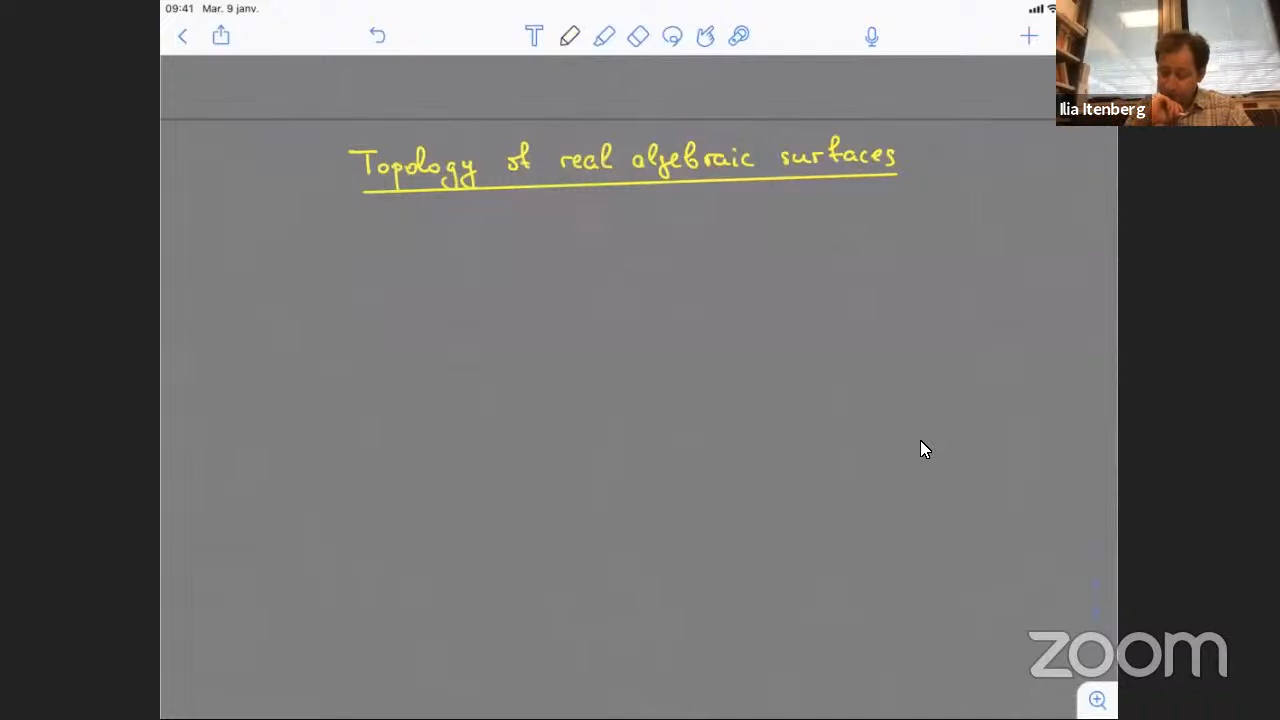 09:41 Mar. 9 janv.
Ilia Itenberg
Topology of real algebraic surfaces
zoom